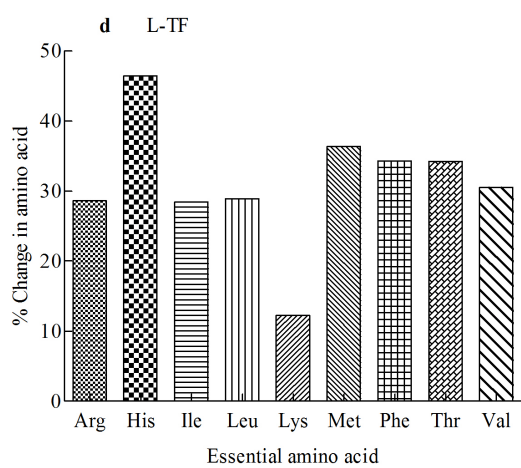 d L-TF
% Change in amino acid
50
40
30
20
10
0
Arg His Ile Leu Lys Met Phe Thr Val
Essential amino acid